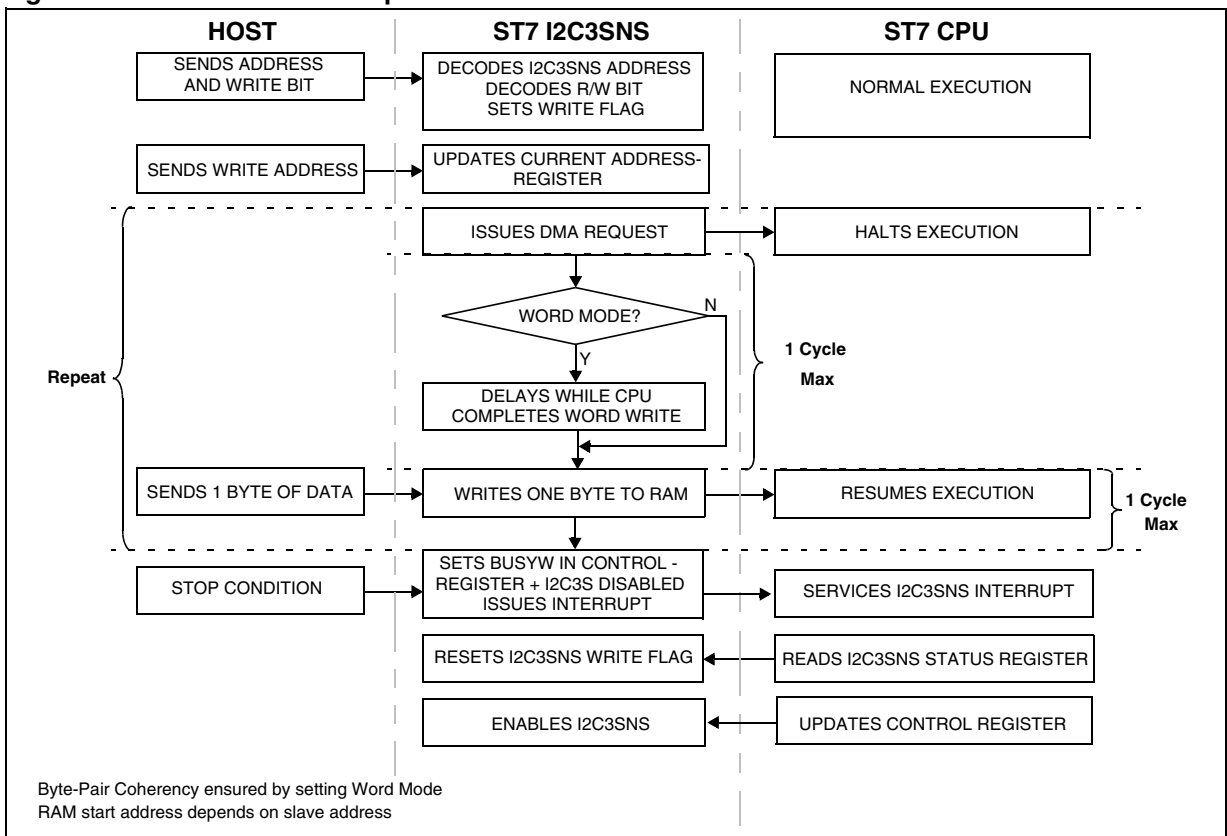 HOST
ST7 I2C3SNS
ST7 CPU
SENDS ADDRESS
AND WRITE BIT
DECODES I2C3SNS ADDRESS
DECODES R/W BIT
SETS WRITE FLAG
NORMAL EXECUTION
SENDS WRITE ADDRESS
UPDATES CURRENT ADDRESS-
REGISTER
ISSUES DMA REQUEST
HALTS EXECUTION
WORD MODE?
N
Y
1 Cycle
Max
Repeat
DELAYS WHILE CPU
COMPLETES WORD WRITE
SENDS 1 BYTE OF DATA
WRITES ONE BYTE TO RAM
RESUMES EXECUTION
1 Cycle
Max
STOP CONDITION
SETS BUSYW IN CONTROL -
REGISTER + I2C3S DISABLED
ISSUES INTERRUPT
SERVICES I2C3SNS INTERRUPT
RESETS I2C3SNS WRITE FLAG
READS I2C3SNS STATUS REGISTER
ENABLES I2C3SNS
UPDATES CONTROL REGISTER
Byte-Pair Coherency ensured by setting Word Mode
RAM start address depends on slave address